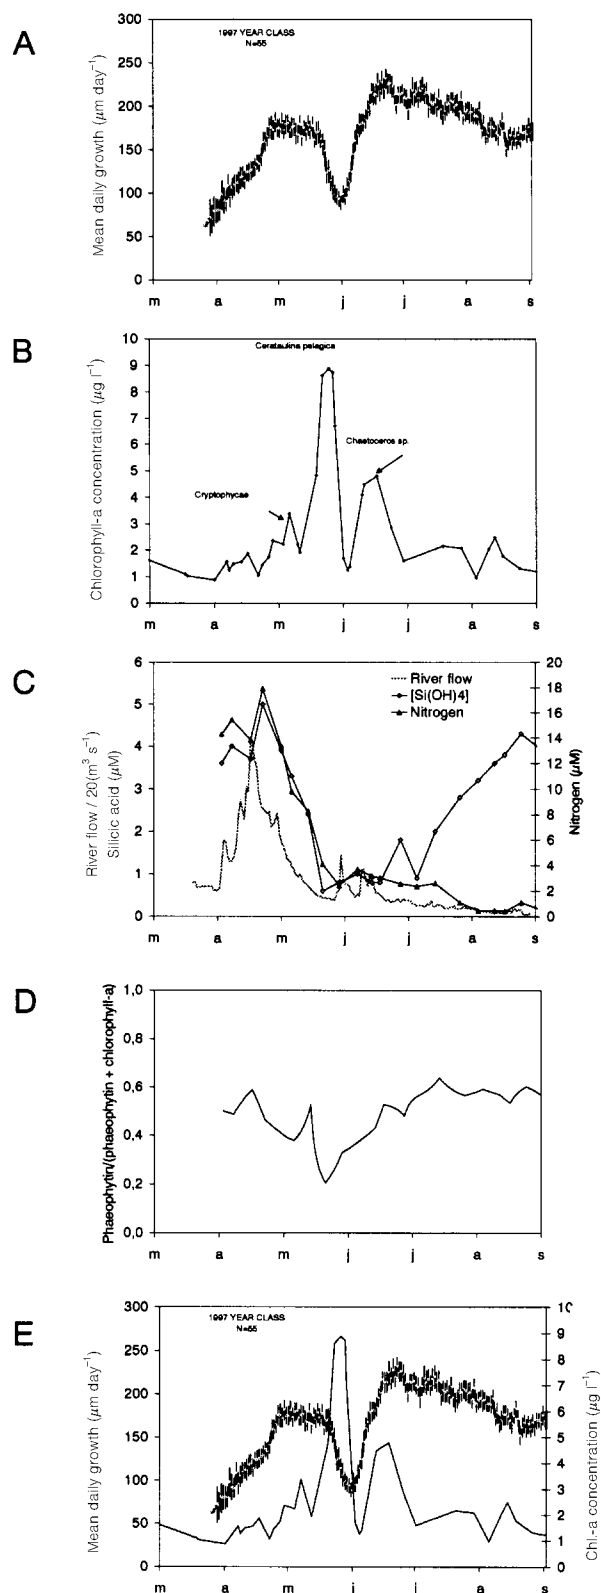 A
1997 YEAR CLASS
N=55
Mean daily growth (µm day⁻¹)
300
250
200
150
100
50
0
m a m j j a s
B
Cerataulina pelagica
Chaetoceros sp.
Cryptophycae
Chlorophyll-a concentration (µg l⁻¹)
10
9
8
7
6
5
4
3
2
1
0
m a m j j a s
C
River flow
[Si(OH)4]
Nitrogen
River flow / 20(m³ s⁻¹)
Silicic acid (µM)
6
5
4
3
2
1
0
Nitrogen (µM)
20
18
16
14
12
10
8
6
4
2
0
m a m j j a s
D
Phaeophytin/(phaeophytin + chlorophyll-a)
1,0
0,8
0,6
0,4
0,2
0,0
m a m j j a s
E
1997 YEAR CLASS
N=55
Mean daily growth (µm day⁻¹)
300
250
200
150
100
50
0
Chl.-a concentration (µg l⁻¹)
10
9
8
7
6
5
4
3
2
1
0
m a m j j a s